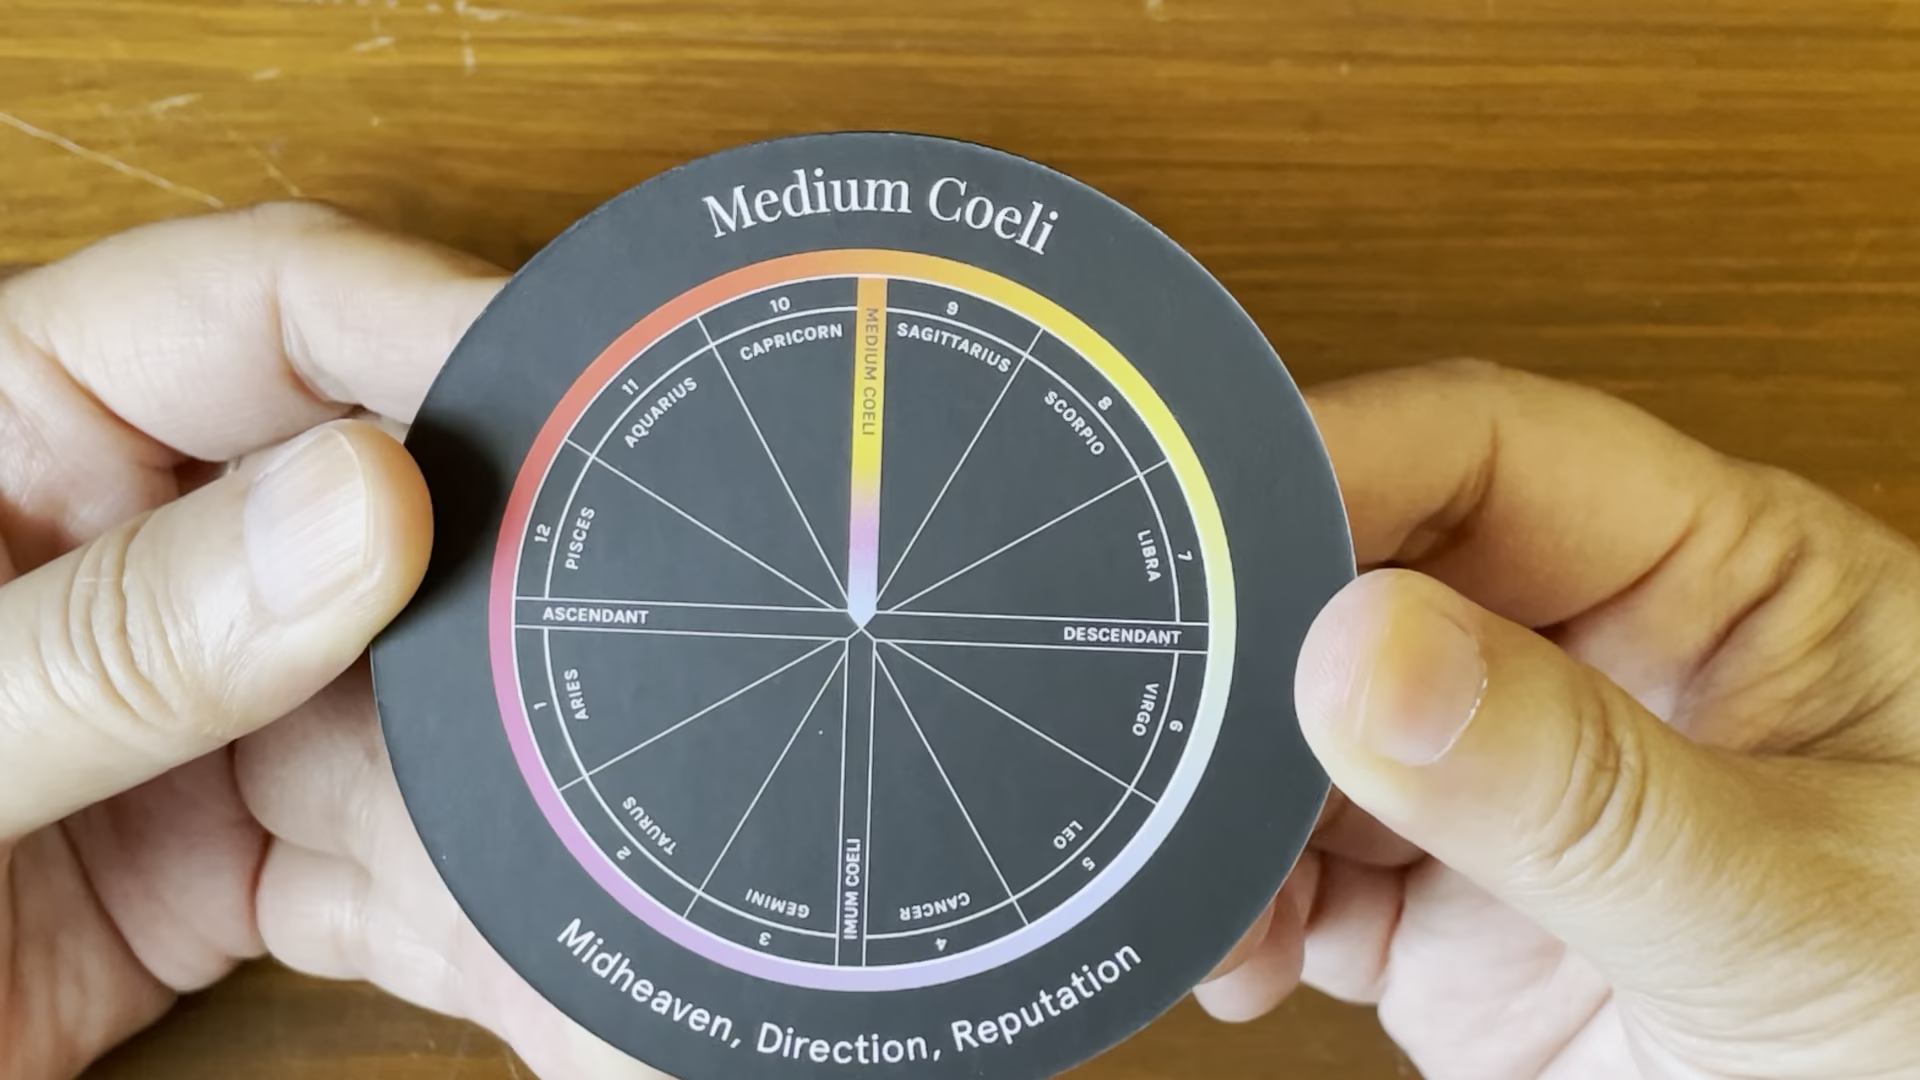 Medium Coeli
10
9
CAPRICORN
MEDIUM COELI
SAGITTARIUS
11
8
AQUARIUS
SCORPIO
12
PISCES
LIBRA
7
ASCENDANT
DESCENDANT
1
ARIES
VIRGO
6
TAURUS
2
LEO
5
GEMINI
3
IMUM COELI
CANCER
4
Midheaven, Direction, Reputation